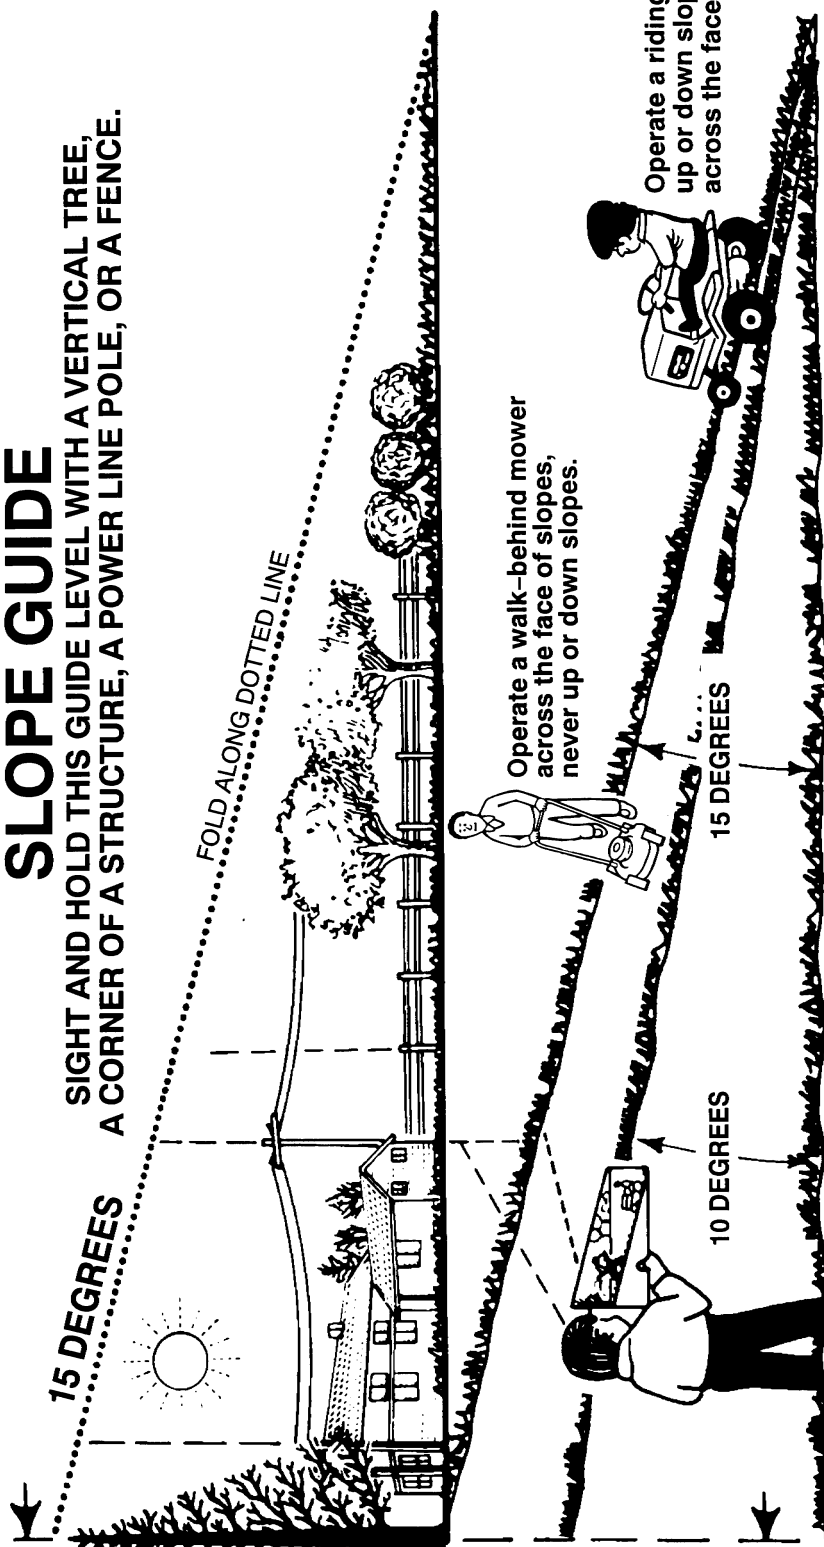 SLOPE GUIDE
SIGHT AND HOLD THIS GUIDE LEVEL WITH A VERTICAL TREE,
A CORNER OF A STRUCTURE, A POWER LINE POLE, OR A FENCE.
15 DEGREES
FOLD ALONG DOTTED LINE
Operate a walk–behind mower
across the face of slopes,
never up or down slopes.
Operate a riding
up or down
across the face
15 DEGREES
10 DEGREES